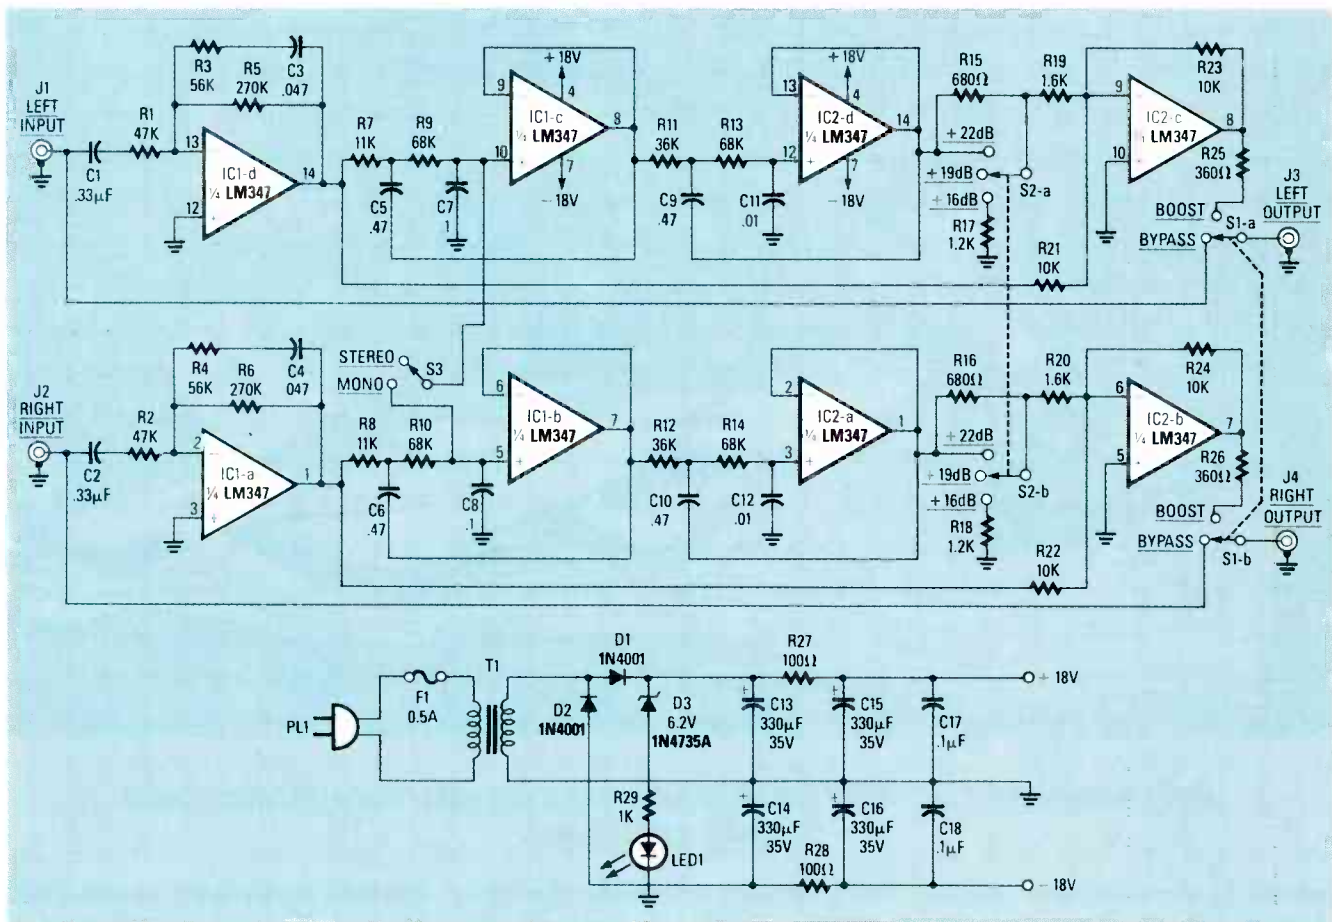 J1
LEFT
INPUT
C1
.33µF
R1
47K
R3
56K
C3
.047
R5
270K
13
12
14
IC1-d
¼ LM347
R7
11K
R9
68K
C5
.47
C7
1
+18V
4
9
10
8
IC1-c
¼ LM347
7
-18V
R11
36K
R13
68K
C9
.47
C11
.01
+18V
4
13
12
14
IC2-d
¼ LM347
7
-18V
R15
680Ω
+22dB
+19dB
+16dB
S2-a
R17
1.2K
R19
1.6K
R21
10K
R23
10K
9
10
8
IC2-c
¼ LM347
R25
360Ω
BOOST
BYPASS
S1-a
J3
LEFT
OUTPUT
J2
RIGHT
INPUT
C2
.33µF
R2
47K
R4
56K
C4
047
R6
270K
2
3
1
IC1-a
¼ LM347
STEREO
MONO
S3
R8
11K
R10
68K
C6
.47
C8
.1
6
5
7
IC1-b
¼ LM347
R12
36K
R14
68K
C10
.47
C12
.01
2
3
1
IC2-a
¼ LM347
R16
680Ω
+22dB
+19dB
+16dB
S2-b
R18
1.2K
R20
1.6K
R22
10K
R24
10K
6
5
7
IC2-b
¼ LM347
R26
360Ω
BOOST
BYPASS
S1-b
J4
RIGHT
OUTPUT
PL1
F1
0.5A
T1
D1
1N4001
D2
1N4001
D3
6.2V
1N4735A
R29
1K
LED1
C13
330µF
35V
C14
330µF
35V
R27
100Ω
R28
100Ω
C15
330µF
35V
C16
330µF
35V
C17
.1µF
C18
.1µF
+ 18V
- 18V